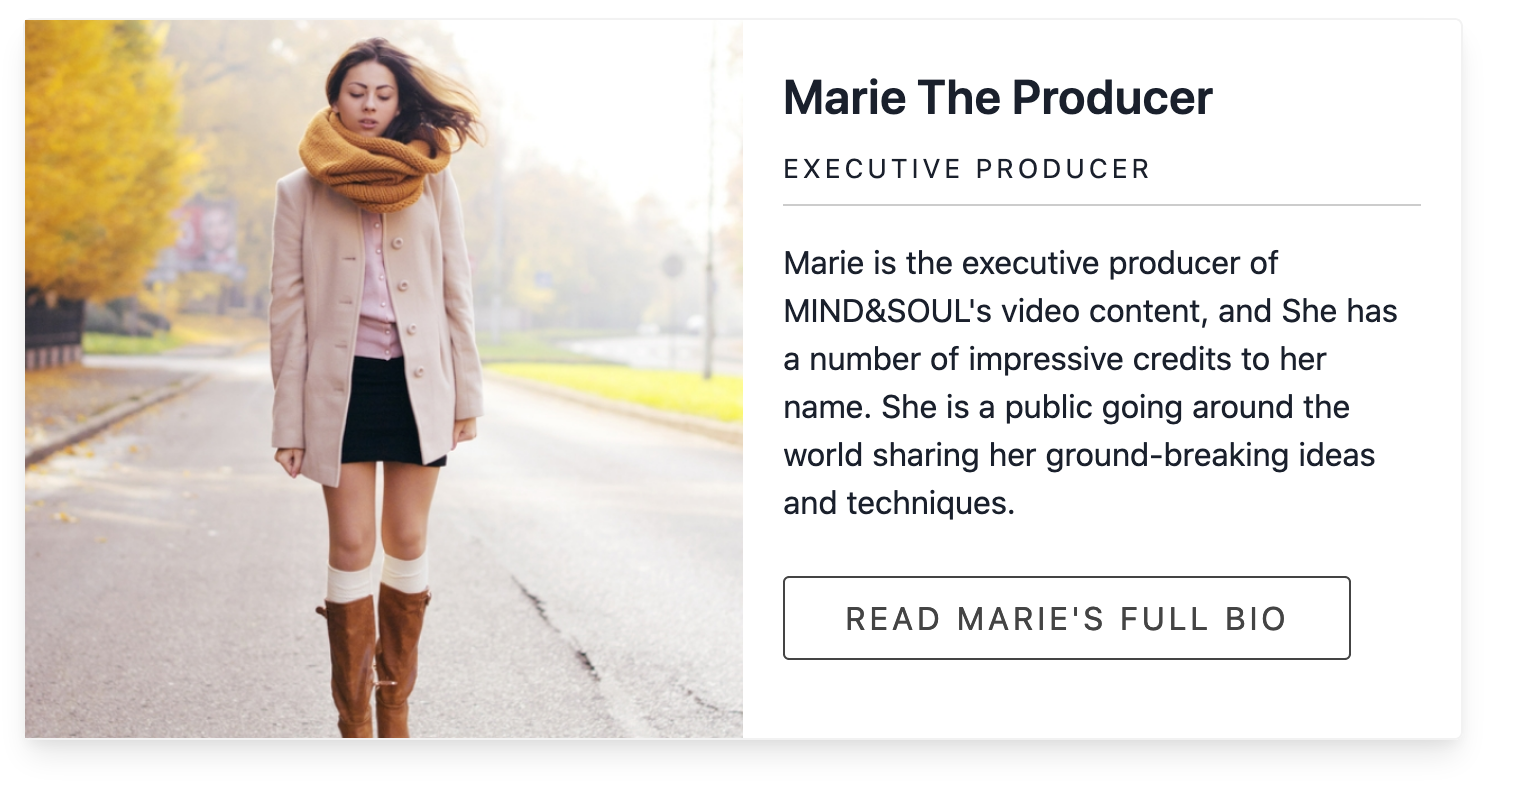 Marie The Producer
EXECUTIVE PRODUCER
Marie is the executive producer of
MIND&SOUL's video content, and She has
a number of impressive credits to her
name. She is a public going around the
world sharing her ground-breaking ideas
and techniques.
READ MARIE'S FULL BIO